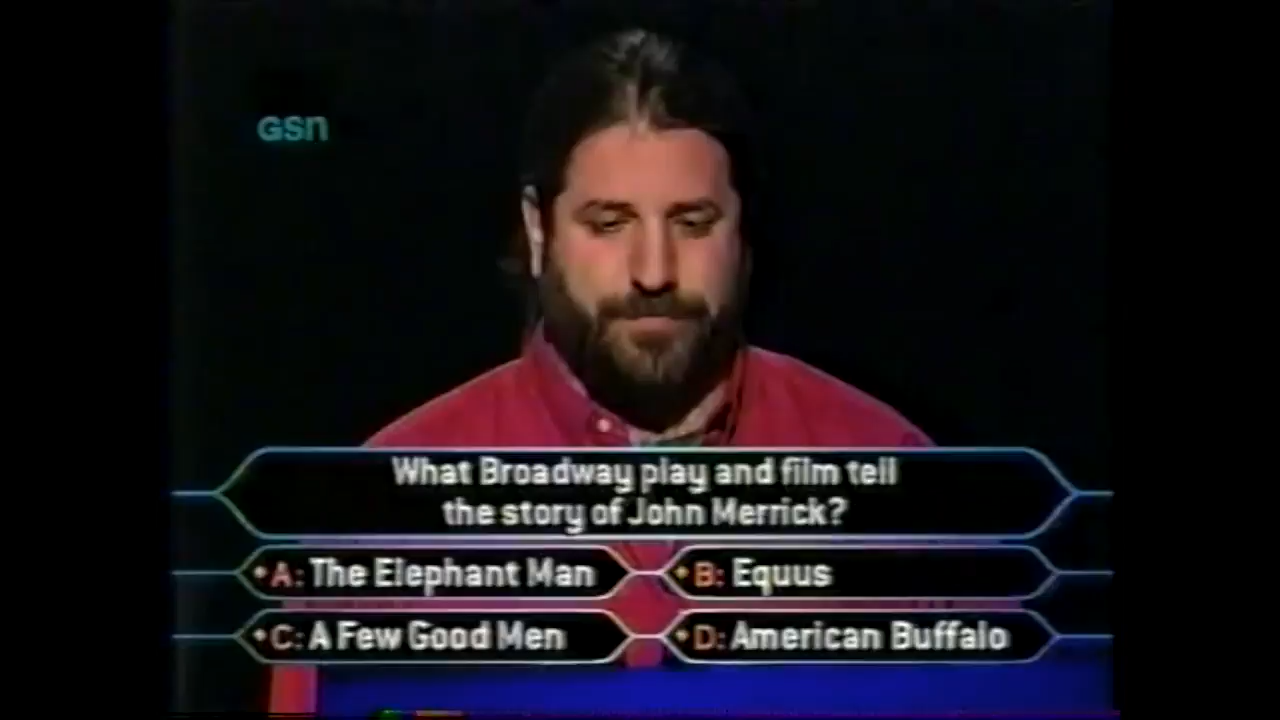 GSN
What Broadway play and film tell
the story of John Merrick?
A: The Elephant Man
B: Equus
C: A Few Good Men
D: American Buffalo